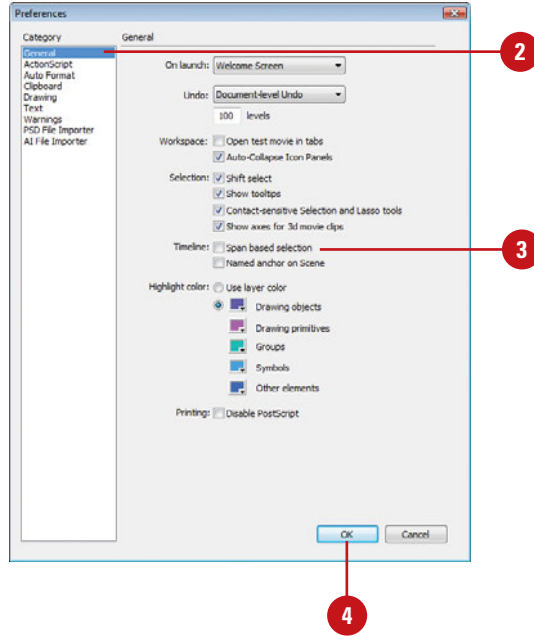 Preferences
Category
General
General
ActionScript
Auto Format
Clipboard
Drawing
Text
Warnings
PSD File Importer
AI File Importer
On launch: Welcome Screen
Undo: Document-level Undo
100 levels
Workspace: Open test movie in tabs
Auto-Collapse Icon Panels
Selection: Shift select
Show tooltips
Contact-sensitive Selection and Lasso tools
Show axes for 3d movie clips
Timeline: Span based selection
Named anchor on Scene
Highlight color: Use layer color
Drawing objects
Drawing primitives
Groups
Symbols
Other elements
Printing: Disable PostScript
OK Cancel
2
3
4